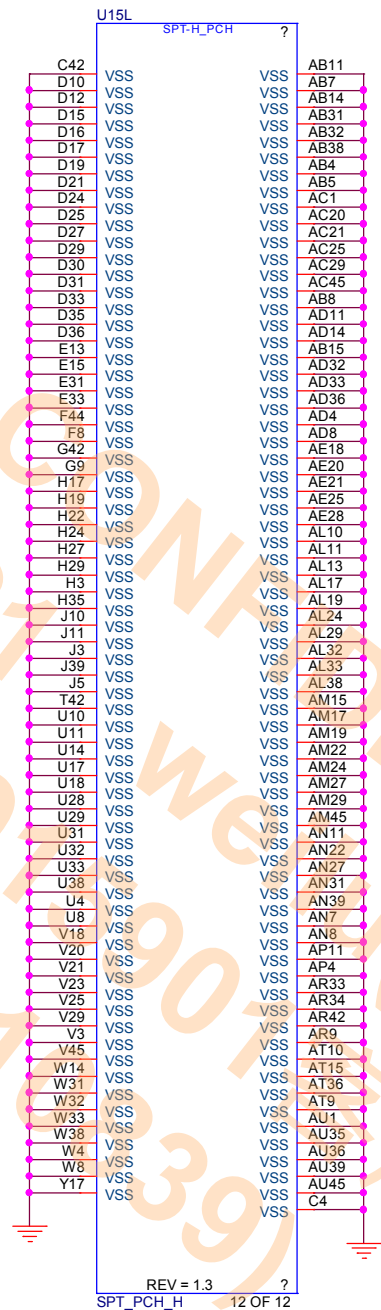 U15L
SPT-H_PCH ?
C42 VSS VSS AB11
D10 VSS VSS AB7
D12 VSS VSS AB14
D15 VSS VSS AB31
D16 VSS VSS AB32
D17 VSS VSS AB38
D19 VSS VSS AB4
D21 VSS VSS AB5
D24 VSS VSS AC1
D25 VSS VSS AC20
D27 VSS VSS AC21
D29 VSS VSS AC25
D30 VSS VSS AC29
D31 VSS VSS AC45
D33 VSS VSS AB8
D35 VSS VSS AD11
D36 VSS VSS AD14
E13 VSS VSS AB15
E15 VSS VSS AD32
E31 VSS VSS AD33
E33 VSS VSS AD36
F44 VSS VSS AD4
F8 VSS VSS AD8
G42 VSS VSS AE18
G9 VSS VSS AE20
H17 VSS VSS AE21
H19 VSS VSS AE25
H22 VSS VSS AE28
H24 VSS VSS AL10
H27 VSS VSS AL11
H29 VSS VSS AL13
H3 VSS VSS AL17
H35 VSS VSS AL19
J10 VSS VSS AL24
J11 VSS VSS AL29
J3 VSS VSS AL32
J39 VSS VSS AL33
J5 VSS VSS AL38
T42 VSS VSS AM15
U10 VSS VSS AM17
U11 VSS VSS AM19
U14 VSS VSS AM22
U17 VSS VSS AM24
U18 VSS VSS AM27
U28 VSS VSS AM29
U29 VSS VSS AM45
U31 VSS VSS AN11
U32 VSS VSS AN22
U33 VSS VSS AN27
U38 VSS VSS AN31
U4 VSS VSS AN39
U8 VSS VSS AN7
V18 VSS VSS AN8
V20 VSS VSS AP11
V21 VSS VSS AP4
V23 VSS VSS AR33
V25 VSS VSS AR34
V29 VSS VSS AR42
V3 VSS VSS AR9
V45 VSS VSS AT10
W14 VSS VSS AT15
W31 VSS VSS AT36
W32 VSS VSS AT9
W33 VSS VSS AU1
W38 VSS VSS AU35
W4 VSS VSS AU36
W8 VSS VSS AU39
Y17 VSS VSS AU45
VSS C4
REV = 1.3 ?
SPT_PCH_H 12 OF 12